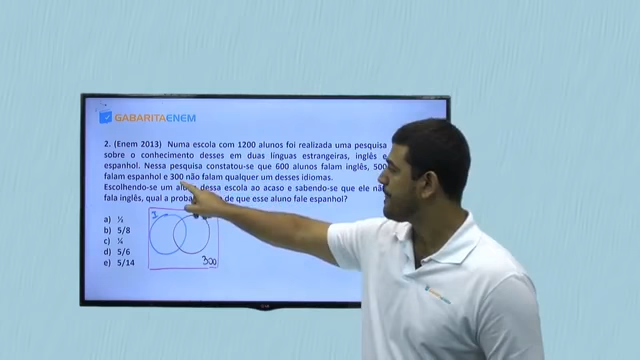 GABARITAENEM
2. (Enem 2013) Numa escola com 1200 alunos foi realizada uma pesquisa
sobre o conhecimento desses em duas línguas estrangeiras, inglês e
espanhol. Nessa pesquisa constatou-se que 600 alunos falam inglês, 500
falam espanhol e 300 não falam qualquer um desses idiomas.
Escolhendo-se um aluno dessa escola ao acaso e sabendo-se que ele não
fala inglês, qual a de que esse aluno fale espanhol?
a) ½
b) 5/8
c) ¼
d) 5/6
e) 5/14
I
300